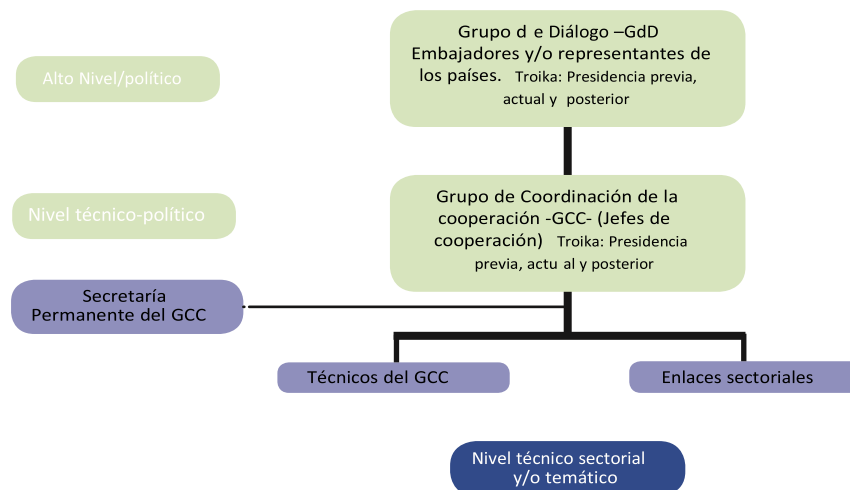 Grupo d e Diálogo –GdD
Embajadores y/o representantes de
los países. Troika: Presidencia previa,
actual y posterior
Alto Nivel/político
Grupo de Coordinación de la
cooperación -GCC- (Jefes de
cooperación) Troika: Presidencia
previa, actu al y posterior
Nivel técnico-político
Secretaría
Permanente del GCC
Técnicos del GCC
Enlaces sectoriales
Nivel técnico sectorial
y/o temático